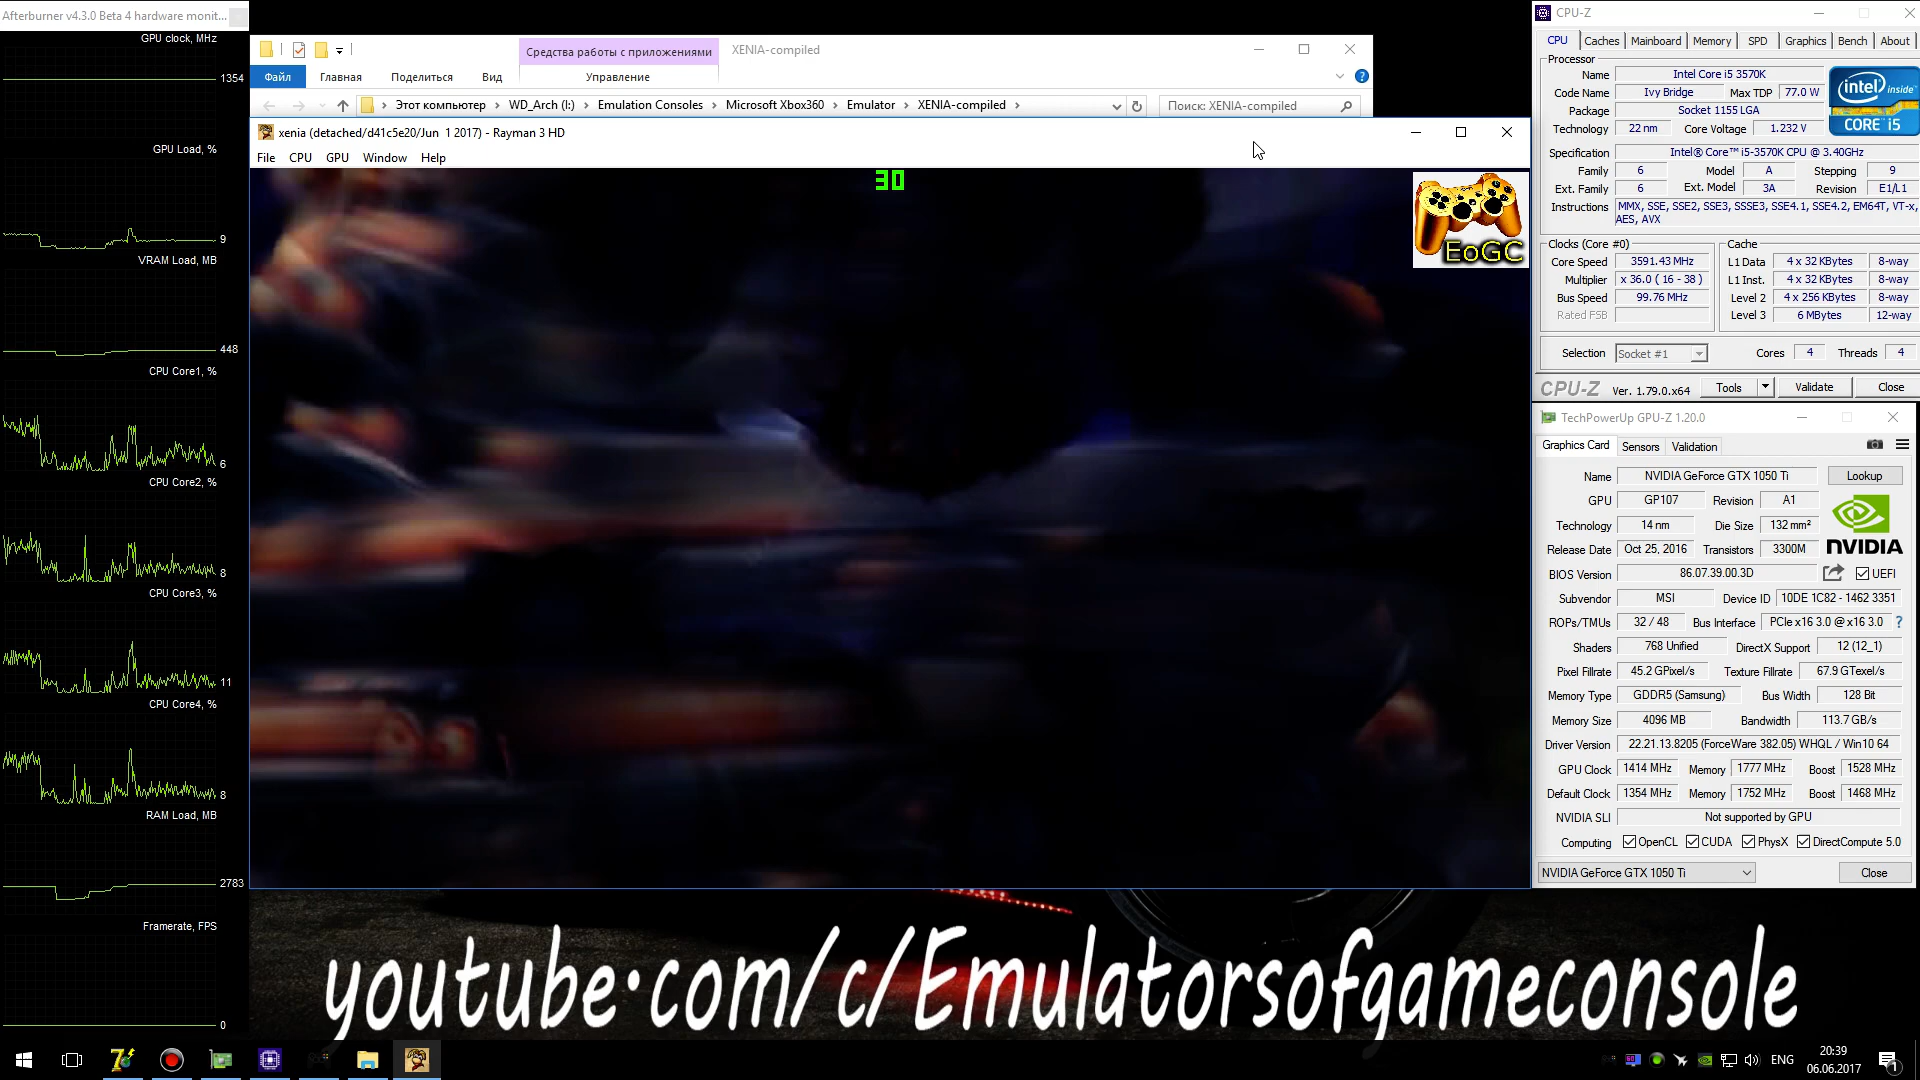 Afterburner v4.3.0 Beta 4 hardware monit...
GPU clock, MHz
1354
GPU Load, %
9
VRAM Load, MB
448
CPU Core1, %
6
CPU Core2, %
8
CPU Core3, %
11
CPU Core4, %
8
RAM Load, MB
2783
Framerate, FPS
0
Средства работы с приложениями XENIA-compiled
Файл Главная Поделиться Вид Управление
Этот компьютер WD_Arch (I:) Emulation Consoles Microsoft Xbox360 Emulator XENIA-compiled Поиск: XENIA-compiled
xenia (detached/d41c5e20/Jun 1 2017) - Rayman 3 HD
File CPU GPU Window Help
30
EoGC
CPU-Z
CPU Caches Mainboard Memory SPD Graphics Bench About
Processor
Name Intel Core i5 3570K
Code Name Ivy Bridge Max TDP 77.0 W
Package Socket 1155 LGA
Technology 22 nm Core Voltage 1.232 V
intel inside™
CORE i5
Specification Intel® Core™ i5-3570K CPU @ 3.40GHz
Family 6 Model A Stepping 9
Ext. Family 6 Ext. Model 3A Revision E1/L1
Instructions MMX, SSE, SSE2, SSE3, SSSE3, SSE4.1, SSE4.2, EM64T, VT-x,
AES, AVX
Clocks (Core #0) Cache
Core Speed 3591.43 MHz L1 Data 4 x 32 KBytes 8-way
Multiplier x 36.0 ( 16 - 38 ) L1 Inst. 4 x 32 KBytes 8-way
Bus Speed 99.76 MHz Level 2 4 x 256 KBytes 8-way
Rated FSB Level 3 6 MBytes 12-way
Selection Socket #1 Cores 4 Threads 4
CPU-Z Ver. 1.79.0.x64 Tools Validate Close
TechPowerUp GPU-Z 1.20.0
Graphics Card Sensors Validation
Name NVIDIA GeForce GTX 1050 Ti Lookup
GPU GP107 Revision A1
Technology 14 nm Die Size 132 mm²
Release Date Oct 25, 2016 Transistors 3300M
NVIDIA
BIOS Version 86.07.39.00.3D UEFI
Subvendor MSI Device ID 10DE 1C82 - 1462 3351
ROPs/TMUs 32 / 48 Bus Interface PCIe x16 3.0 @ x16 3.0 ?
Shaders 768 Unified DirectX Support 12 (12_1)
Pixel Fillrate 45.2 GPixel/s Texture Fillrate 67.9 GTexel/s
Memory Type GDDR5 (Samsung) Bus Width 128 Bit
Memory Size 4096 MB Bandwidth 113.7 GB/s
Driver Version 22.21.13.8205 (ForceWare 382.05) WHQL / Win10 64
GPU Clock 1414 MHz Memory 1777 MHz Boost 1528 MHz
Default Clock 1354 MHz Memory 1752 MHz Boost 1468 MHz
NVIDIA SLI Not supported by GPU
Computing OpenCL CUDA PhysX DirectCompute 5.0
NVIDIA GeForce GTX 1050 Ti Close
youtube.com/c/Emulatorsofgameconsole
ENG
20:39
06.06.2017
1